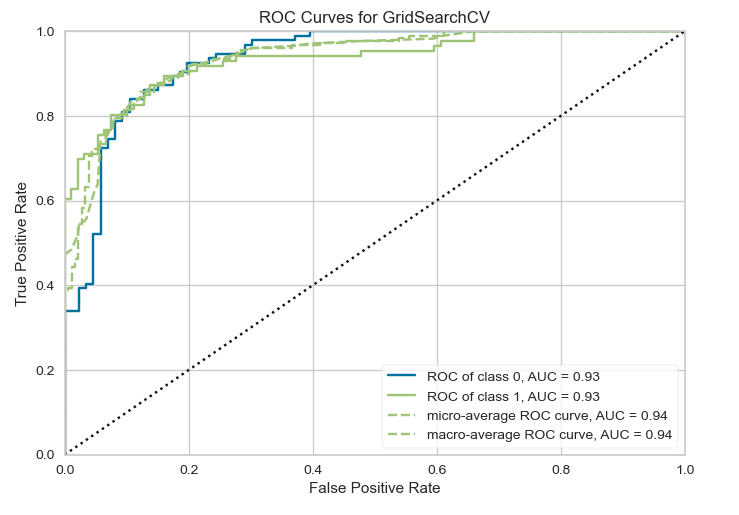 ROC Curves for GridSearchCV
1.0
0.8
0.6
0.4
0.2
0.0
True Positive Rate
ROC of class 0, AUC = 0.93
ROC of class 1, AUC = 0.93
micro-average ROC curve, AUC = 0.94
macro-average ROC curve, AUC = 0.94
0.0 0.2 0.4 0.6 0.8 1.0
False Positive Rate